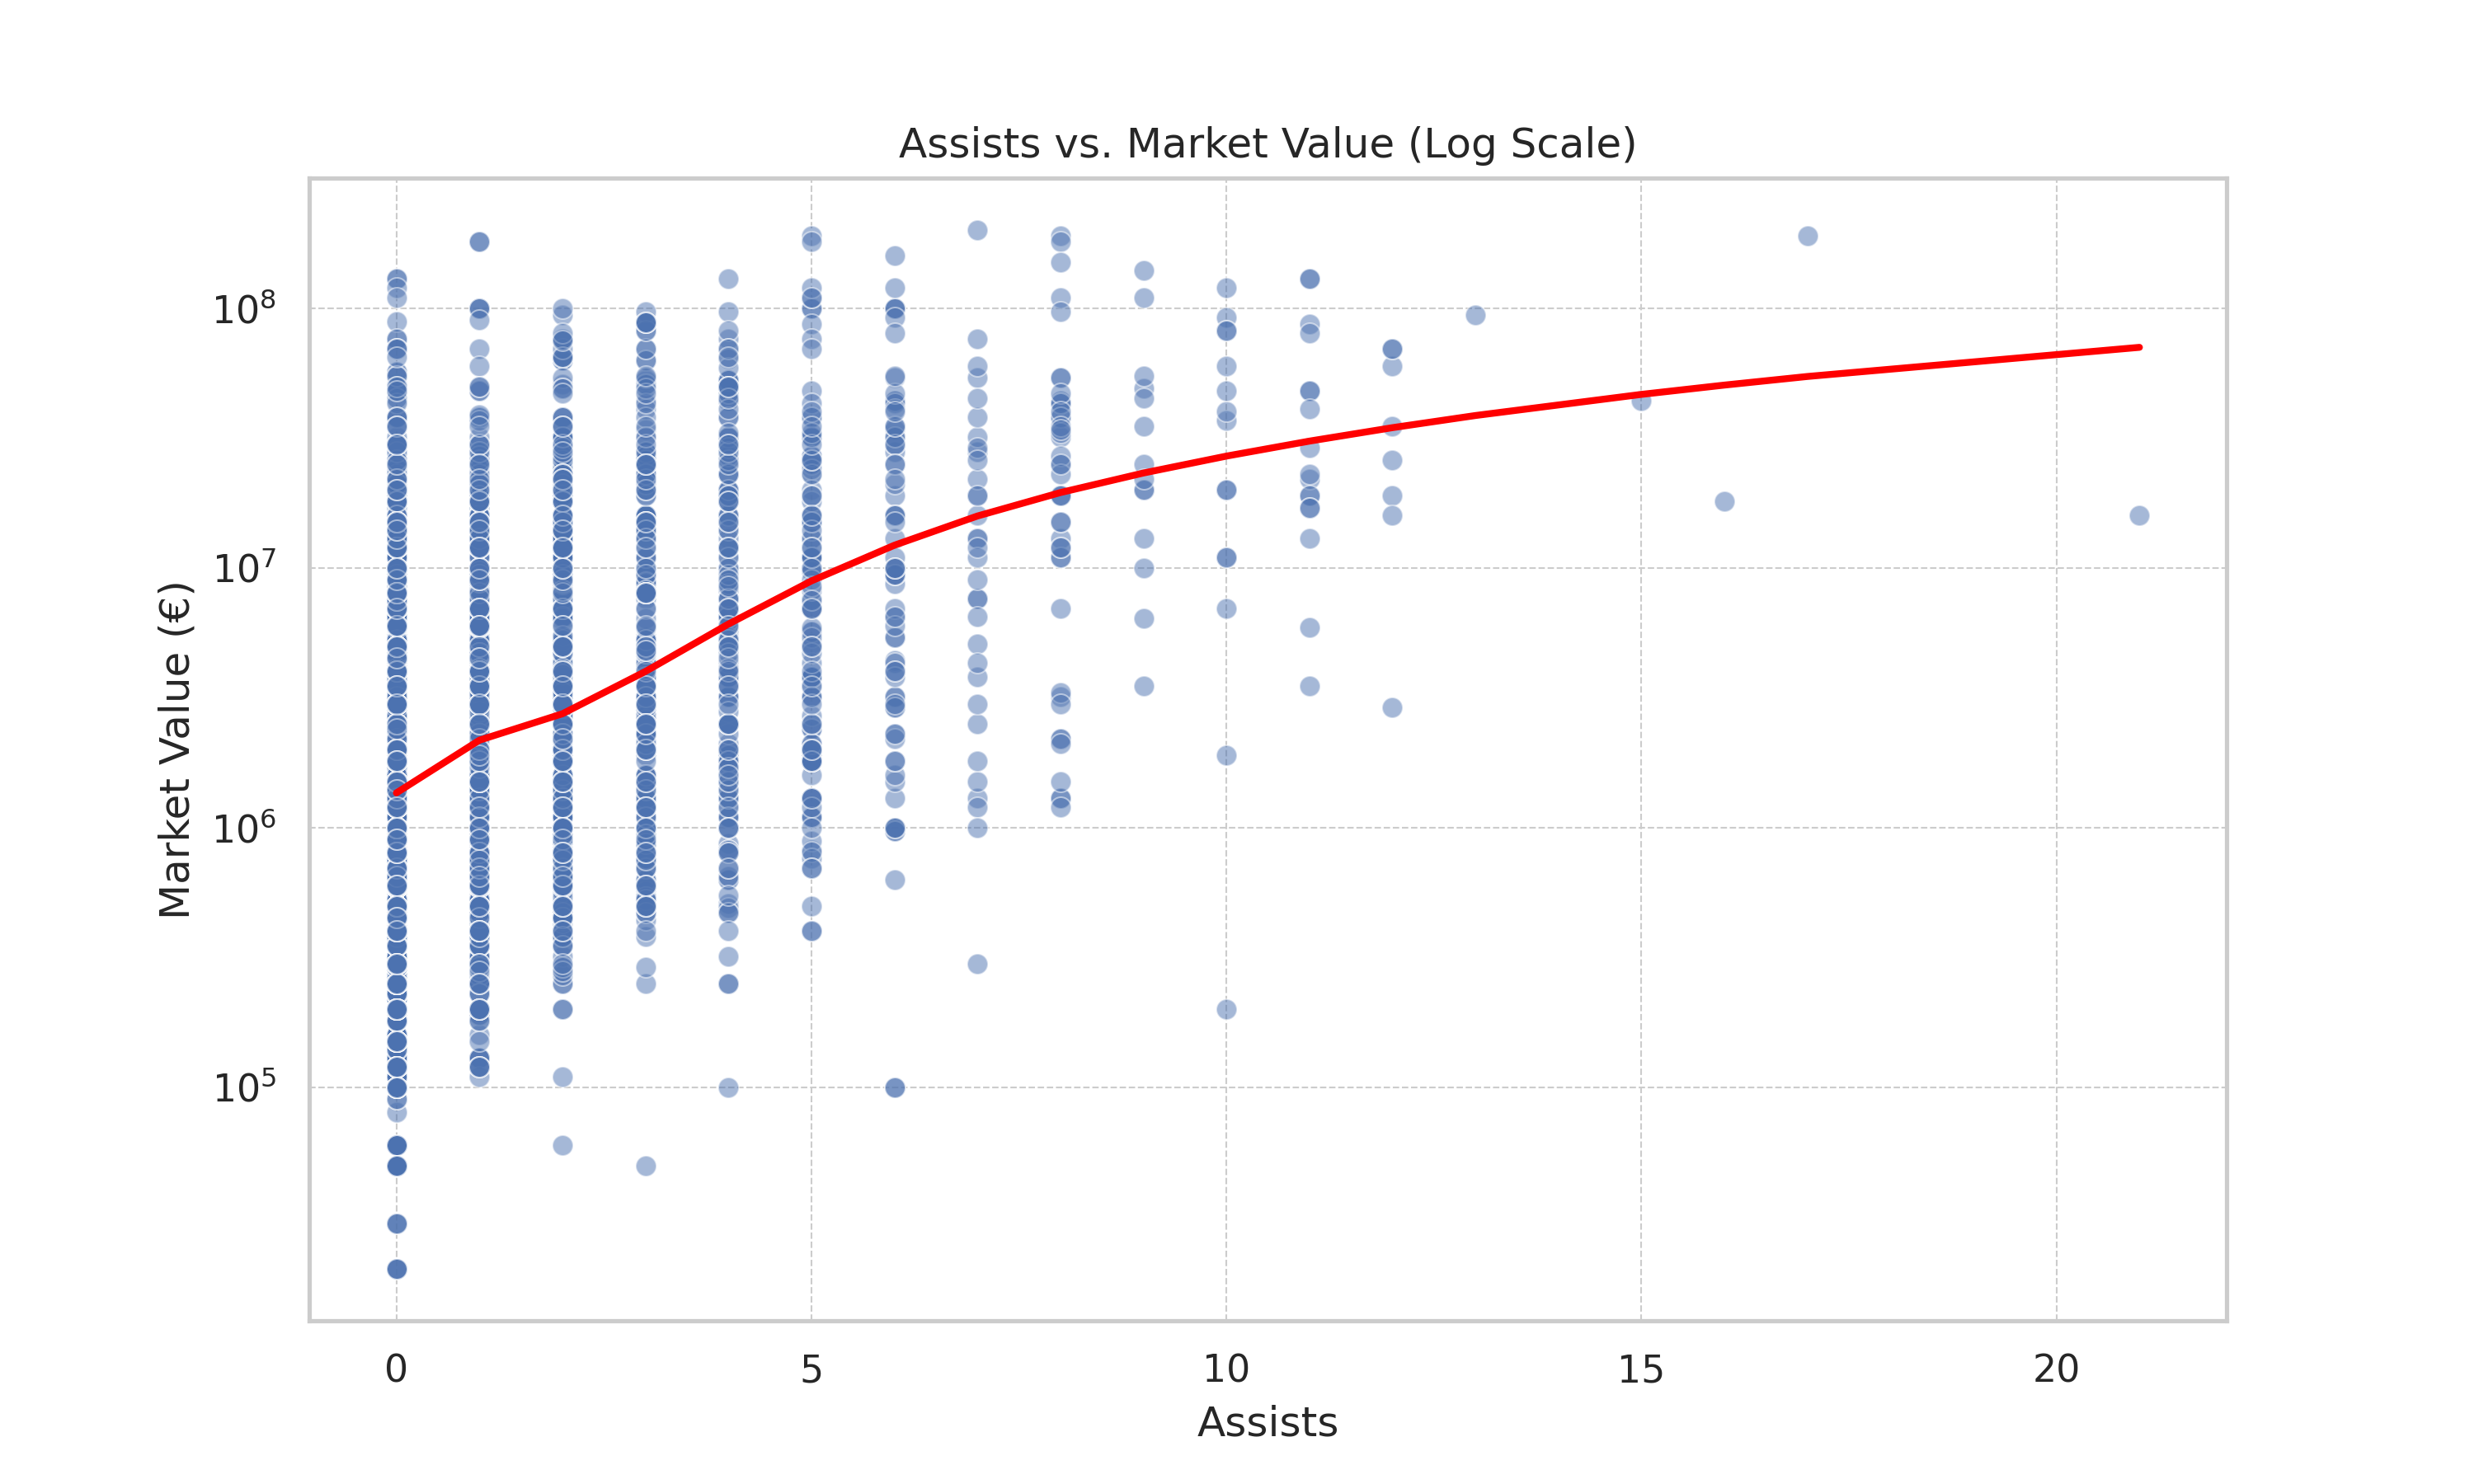 Assists vs. Market Value (Log Scale)
Market Value (€)
10⁸
10⁷
10⁶
10⁵
0 5 10 15 20
Assists